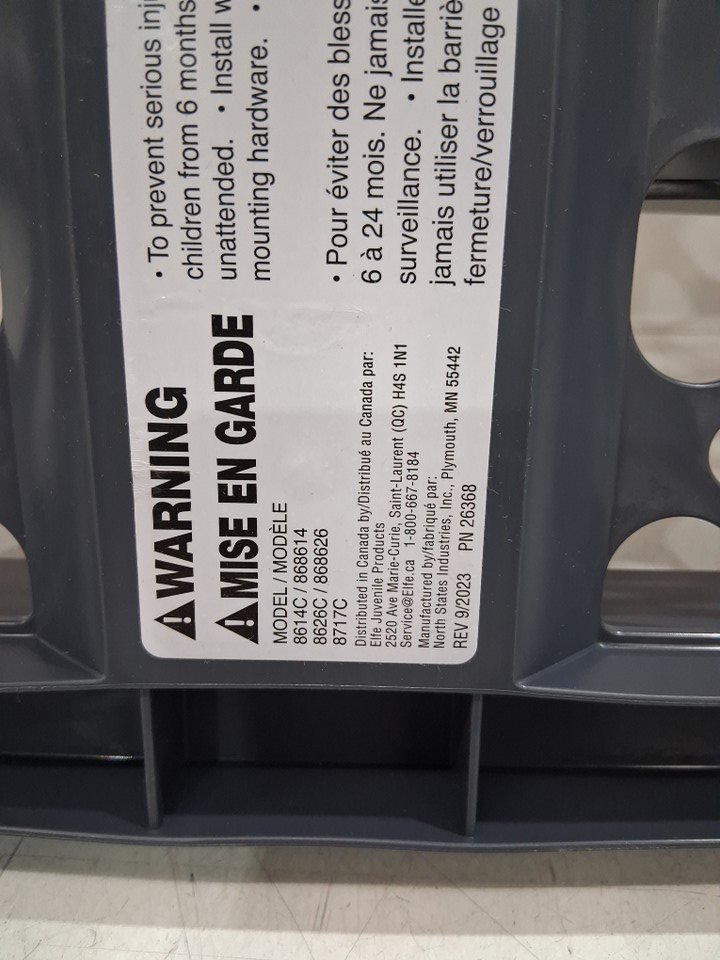 ⚠WARNING
⚠MISE EN GARDE
MODEL / MODÈLE
8614C / 868614
8626C / 868626
8717C
Distributed in Canada by/Distribué au Canada par:
Elfe Juvenile Products
2520 Ave Marie-Curie, Saint-Laurent (QC) H4S 1N1
Service@Elfe.ca 1-800-667-8184
Manufactured by/fabriqué par:
North States Industries, Inc., Plymouth, MN 55442
REV 9/2023 PN 26368
• To prevent serious
children from 6 months
unattended. • Install
mounting hardware. •
• Pour éviter des
6 à 24 mois. Ne jamais
surveillance. •
jamais utiliser la
fermeture/verrouillage